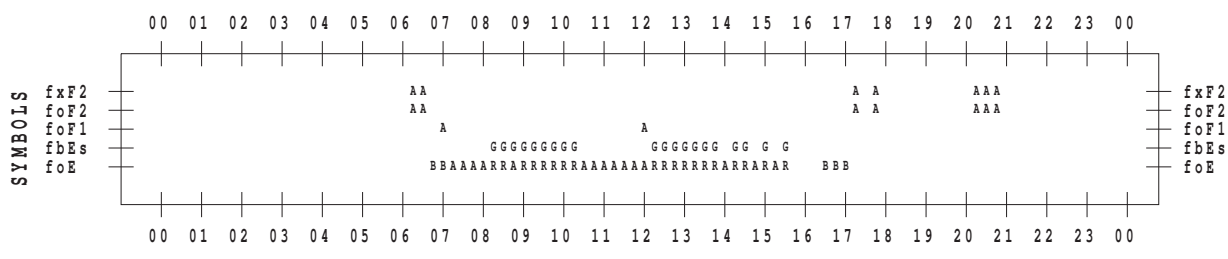 00 01 02 03 04 05 06 07 08 09 10 11 12 13 14 15 16 17 18 19 20 21 22 23 00
SYMBOLS
fxF2 AA A A AAA fxF2
foF2 AA A A AAA foF2
foF1 A A foF1
fbEs GGGGGGGGG GGGGGGG GG G G fbEs
foE BBAAAARRARRRRRRAAAAAAARRRRRRRARRARAR BBB foE
00 01 02 03 04 05 06 07 08 09 10 11 12 13 14 15 16 17 18 19 20 21 22 23 00